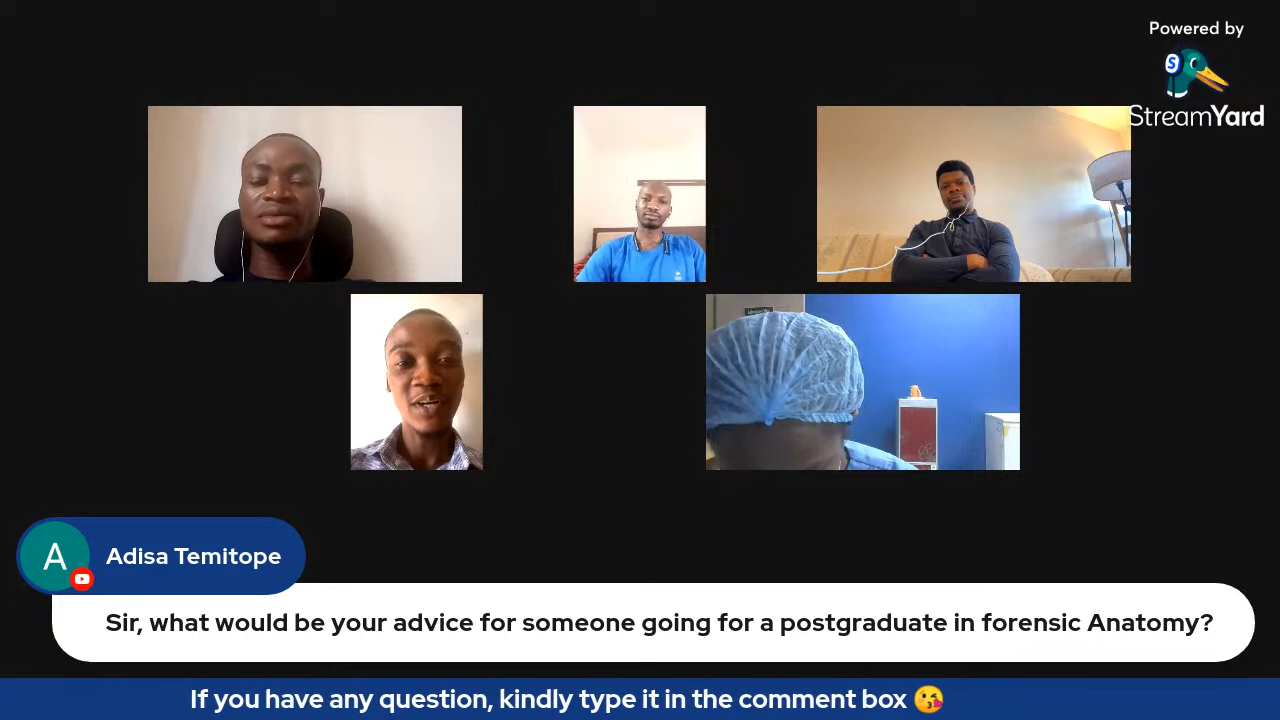 Powered by
StreamYard
Adisa Temitope
Sir, what would be your advice for someone going for a postgraduate in forensic Anatomy?
If you have any question, kindly type it in the comment box 😘